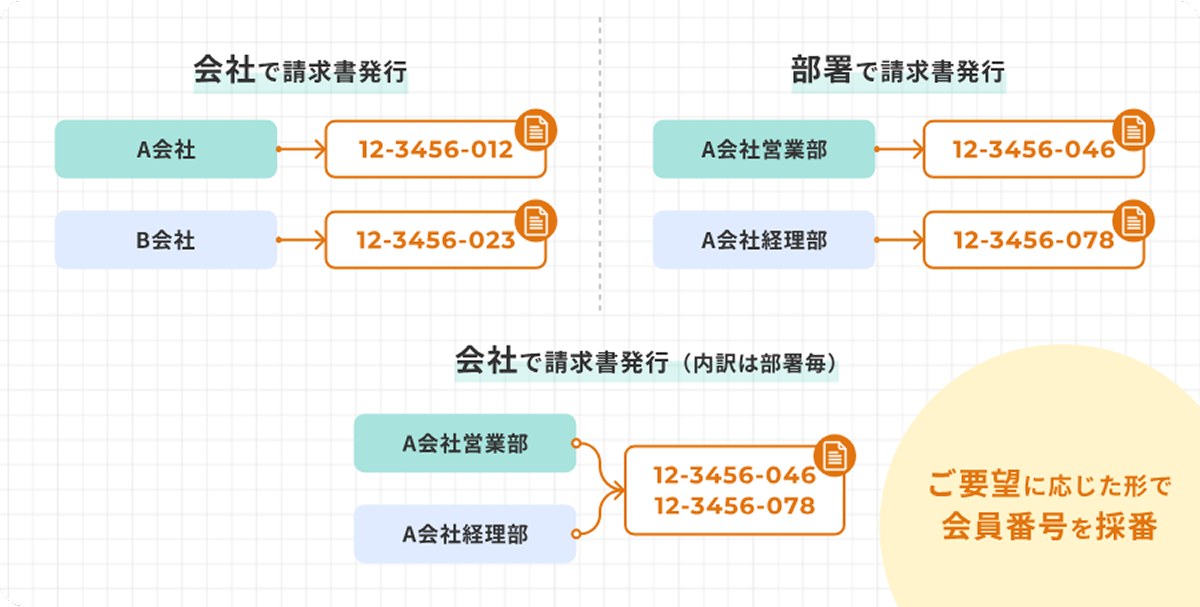 会社で請求書発行
A会社
12-3456-012
B会社
12-3456-023
部署で請求書発行
A会社営業部
12-3456-046
A会社経理部
12-3456-078
会社で請求書発行（内訳は部署毎）
A会社営業部
A会社経理部
12-3456-046
12-3456-078
ご要望に応じた形で
会員番号を採番